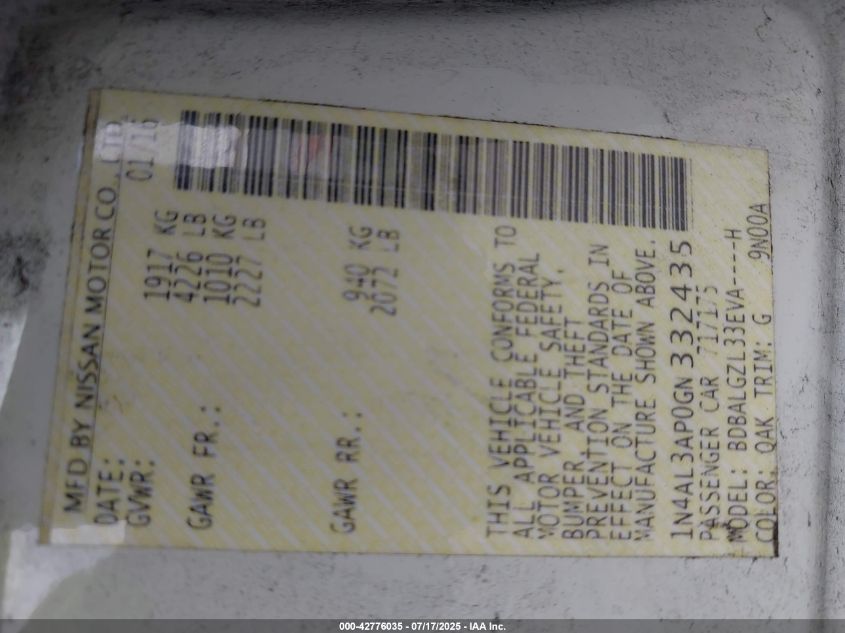 MFD BY NISSAN MOTOR CO., LTD.
DATE: 01/16
GVWR: 1917 KG
4226 LB
GAWR FR.: 1010 KG
2227 LB
GAWR RR.: 940 KG
2072 LB
THIS VEHICLE CONFORMS TO
ALL APPLICABLE FEDERAL
MOTOR VEHICLE SAFETY,
BUMPER, AND THEFT
PREVENTION STANDARDS IN
EFFECT ON THE DATE OF
MANUFACTURE SHOWN ABOVE.
1N4AL3AP0GN332435
PASSENGER CAR 717175
MODEL: BDBALGZL33EVA----H
COLOR: QAK TRIM: G 9N00A
000-42776035 - 07/17/2025 - IAA Inc.